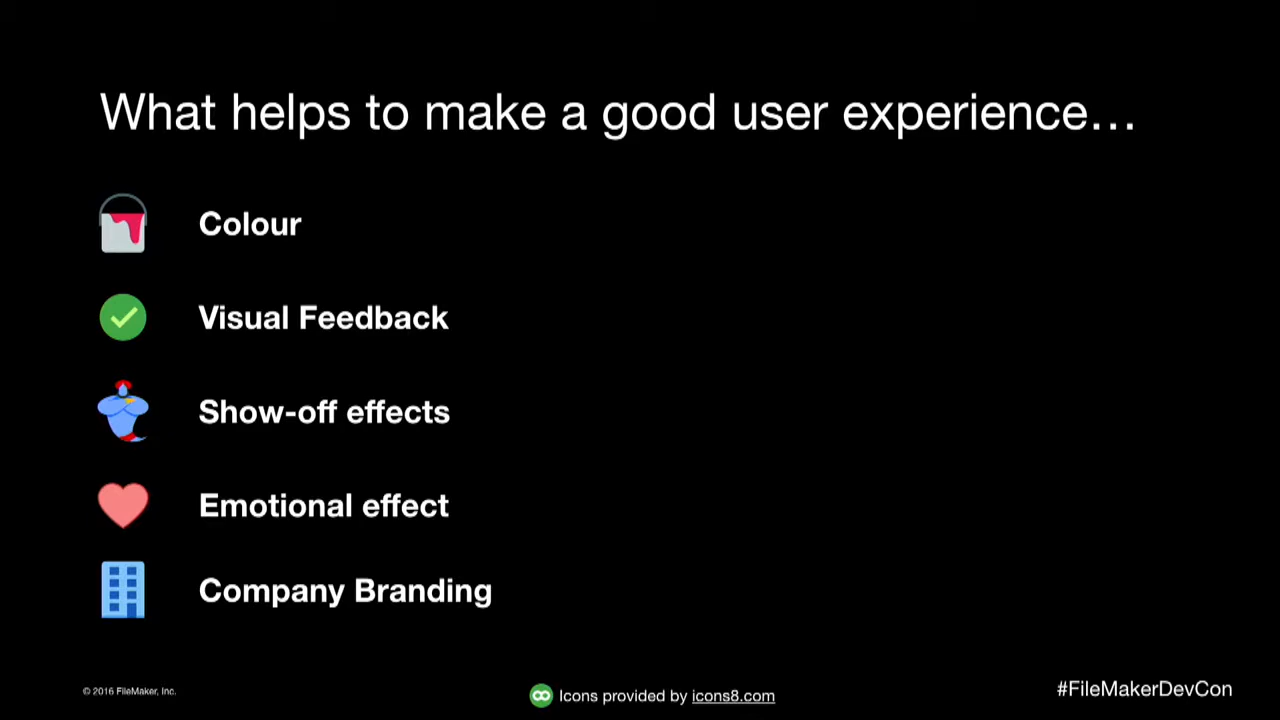 What helps to make a good user experience…
Colour
Visual Feedback
Show-off effects
Emotional effect
Company Branding
© 2016 FileMaker, Inc.
Icons provided by icons8.com
#FileMakerDevCon